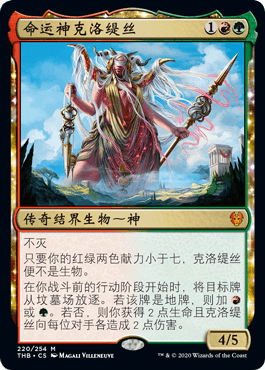 命运神克洛缇丝 1
传奇结界生物～神
不灭
只要你的红绿两色献力小于七，克洛缇丝
便不是生物。
在你战斗前的行动阶段开始时，将目标牌
从坟墓场放逐。若该牌是地牌，则加
或。若否，则你获得2点生命且克洛缇
丝向每位对手各造成2点伤害。
4/5
220/254 M
THB • CS MAGALI VILLENEUVE
™ & © 2020 Wizards of the Coast